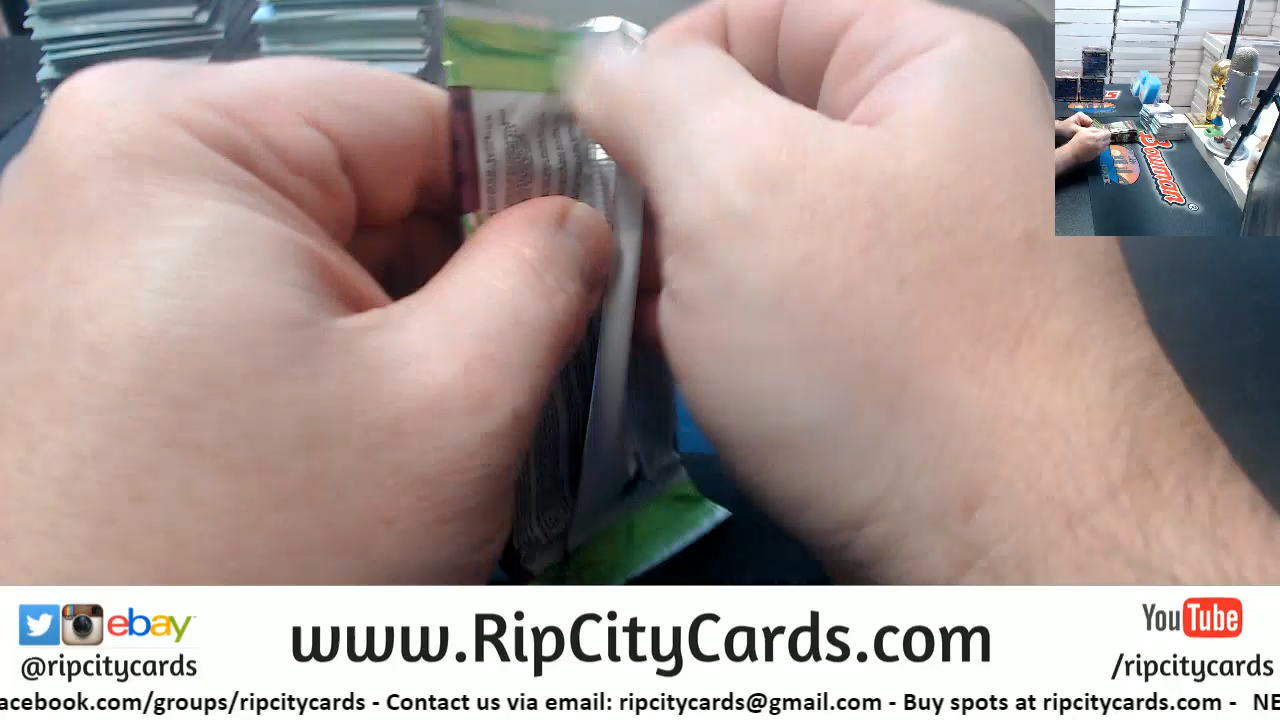 Bowman
ebay
@ripcitycards
www.RipCityCards.com
YouTube
/ripcitycards
acebook.com/groups/ripcitycards - Contact us via email: ripcitycards@gmail.com - Buy spots at ripcitycards.com - NE